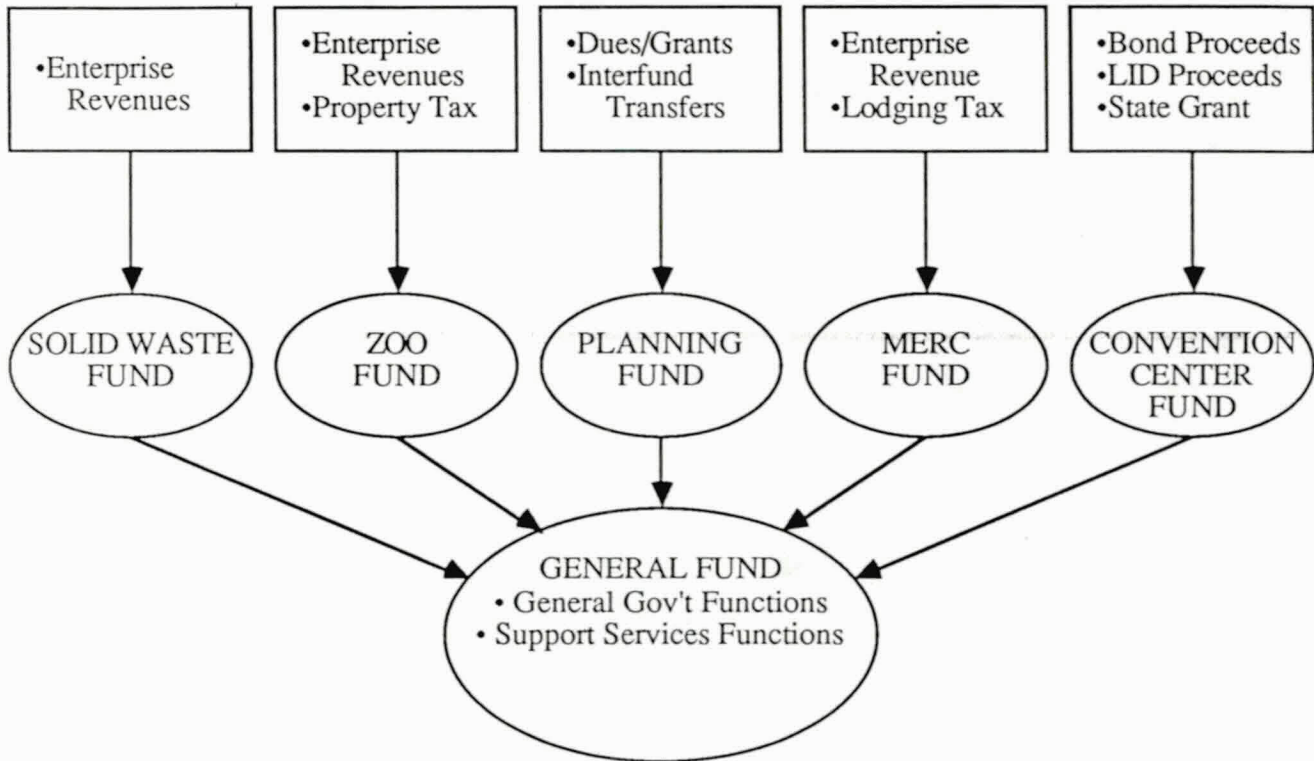 •Enterprise
Revenues
•Enterprise
Revenues
•Property Tax
•Dues/Grants
•Interfund
Transfers
•Enterprise
Revenue
•Lodging Tax
•Bond Proceeds
•LID Proceeds
•State Grant
SOLID WASTE
FUND
ZOO
FUND
PLANNING
FUND
MERC
FUND
CONVENTION
CENTER
FUND
GENERAL FUND
• General Gov't Functions
• Support Services Functions